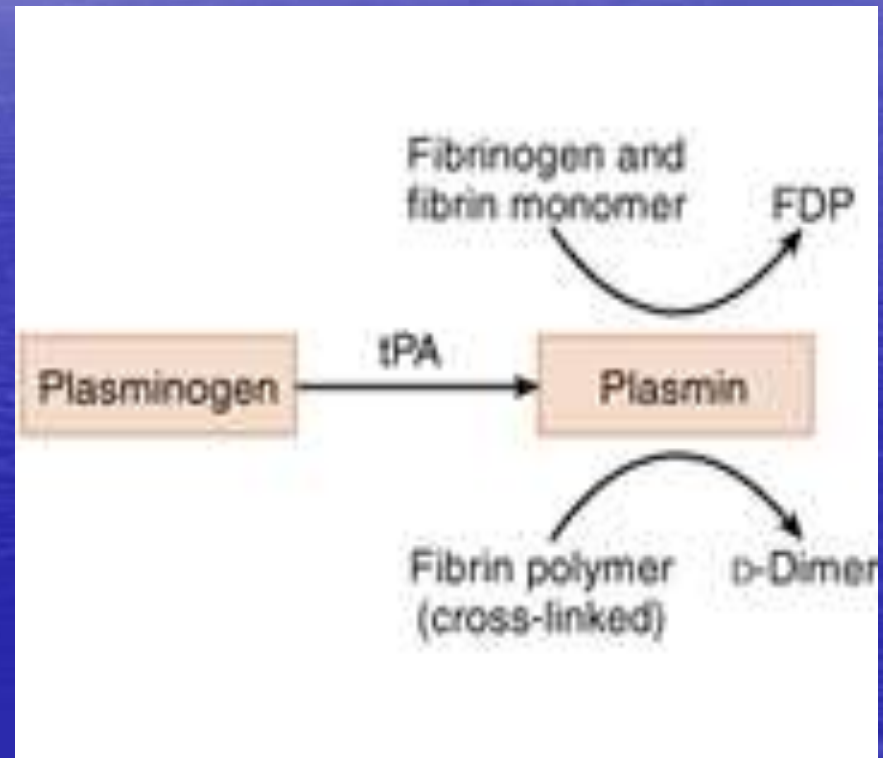 Fibrinogen and
fibrin monomer
FDP
tPA
Plasminogen
Plasmin
Fibrin polymer
(cross-linked)
D-Dimer